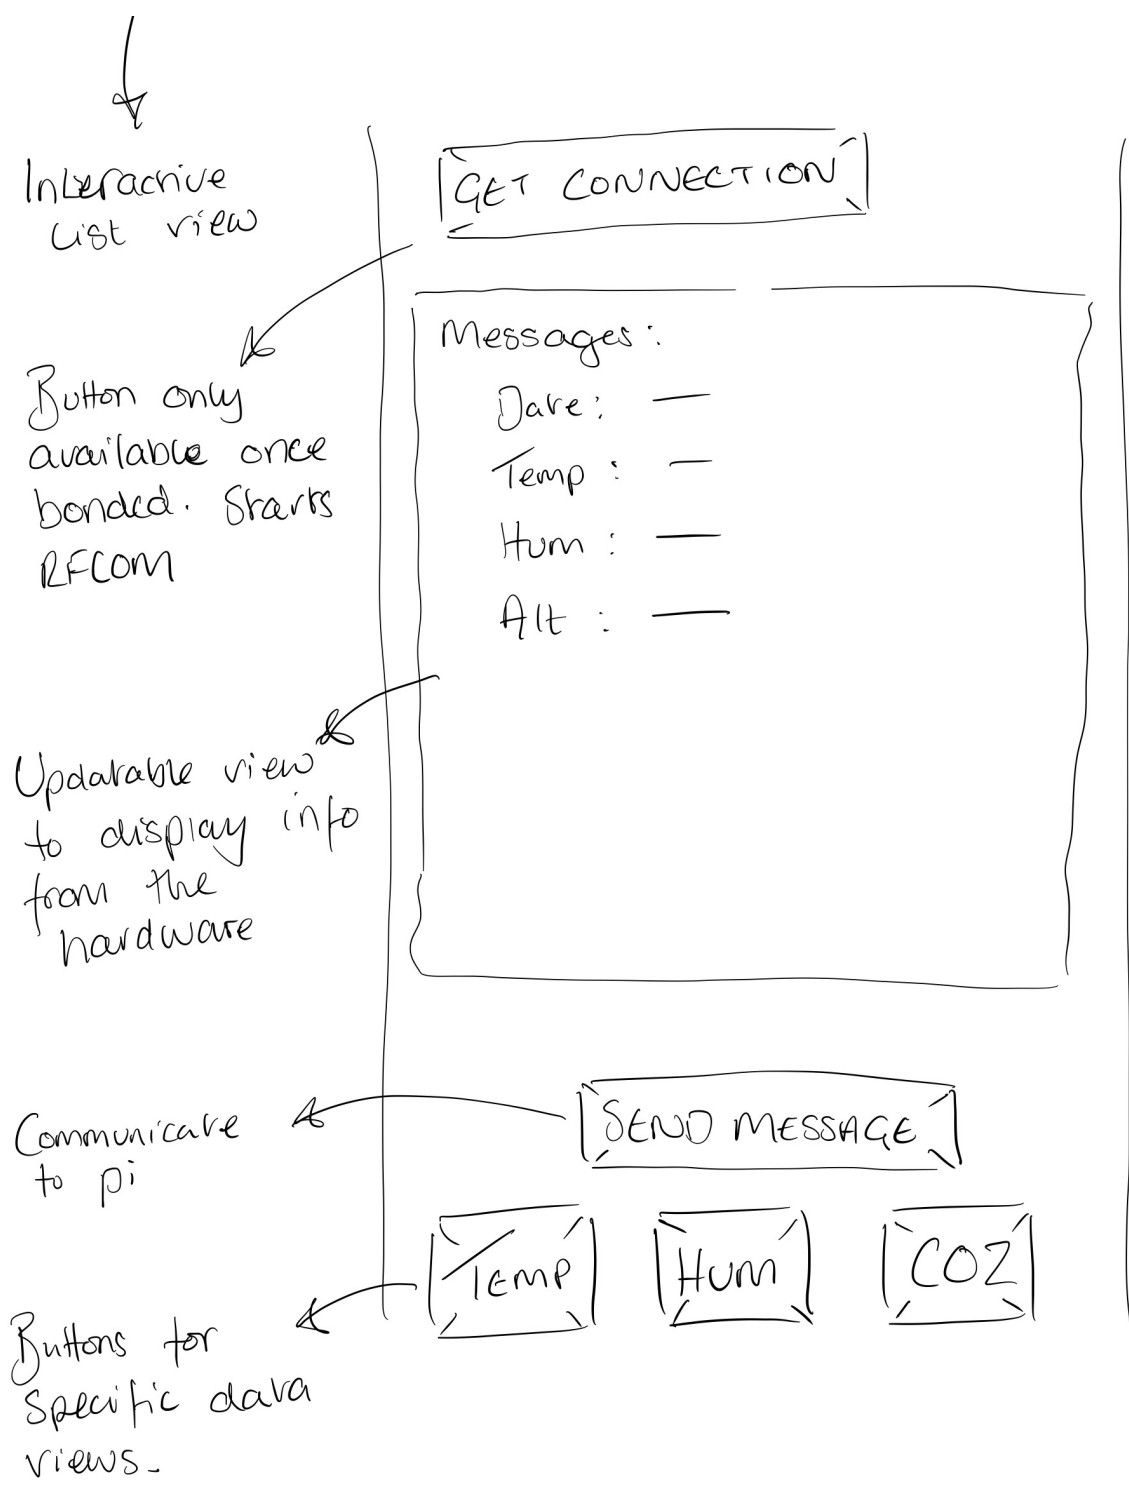 Interactive
List view
GET CONNECTION
Button only
available once
bonded. Starts
RFCOM
Messages:
Date: —
Temp: —
Hum: —
Alt: —
Updatable view
to display info
from the
hardware
Communicate
to pi
SEND MESSAGE
TEMP
HUM
CO2
Buttons for
specific data
views.